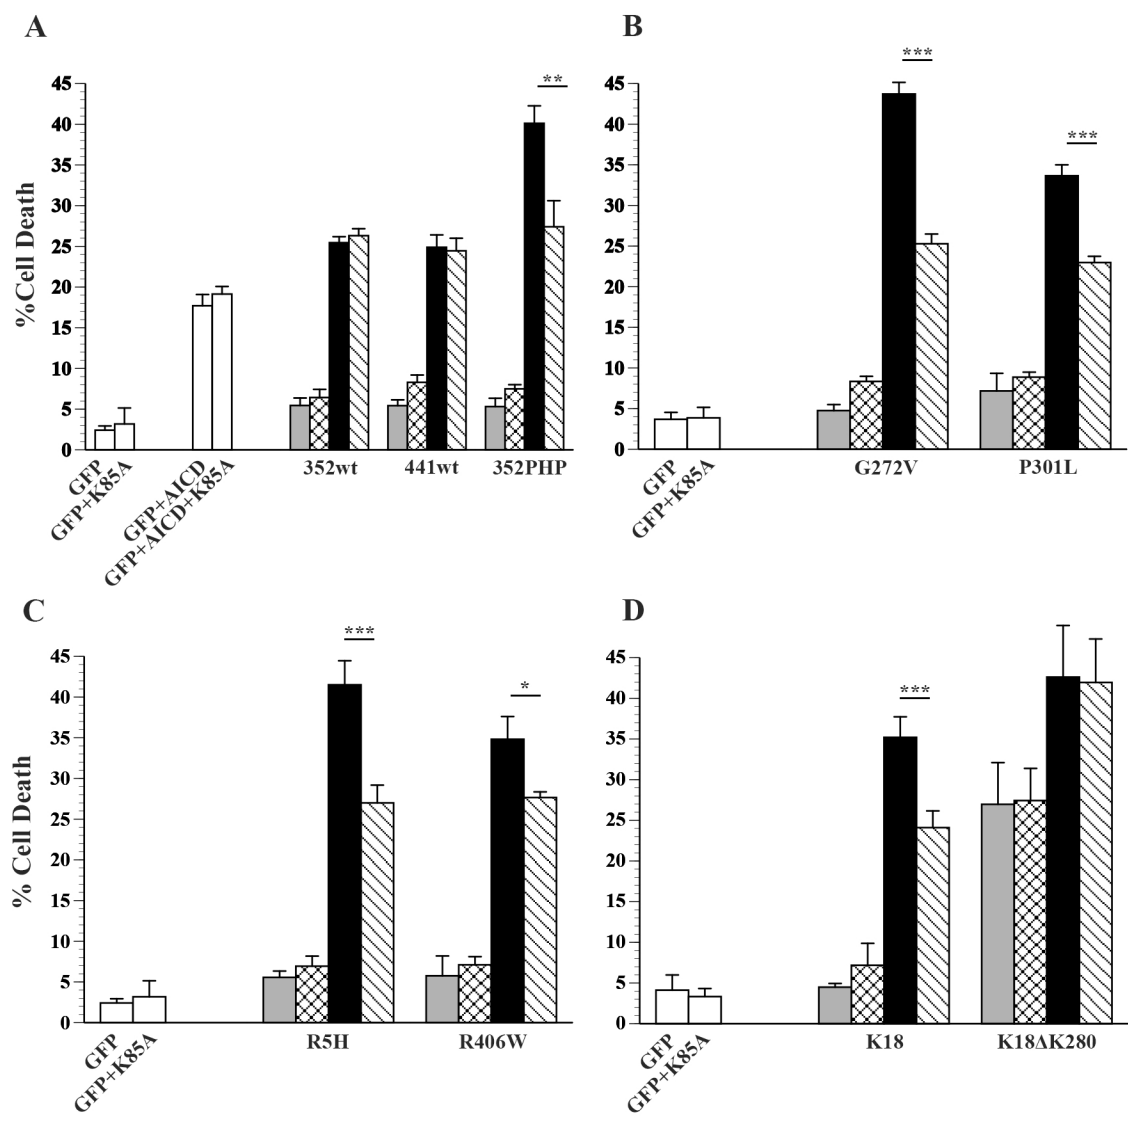 A
%Cell Death
45
40
35
30
25
20
15
10
5
0
**
GFP
GFP+K85A
GFP+AICD
GFP+AICD+K85A
352wt
441wt
352PHP
B
45
40
35
30
25
20
15
10
5
0
***
***
GFP
GFP+K85A
G272V
P301L
C
% Cell Death
45
40
35
30
25
20
15
10
5
0
***
*
GFP
GFP+K85A
R5H
R406W
D
45
40
35
30
25
20
15
10
5
0
***
GFP
GFP+K85A
K18
K18ΔK280